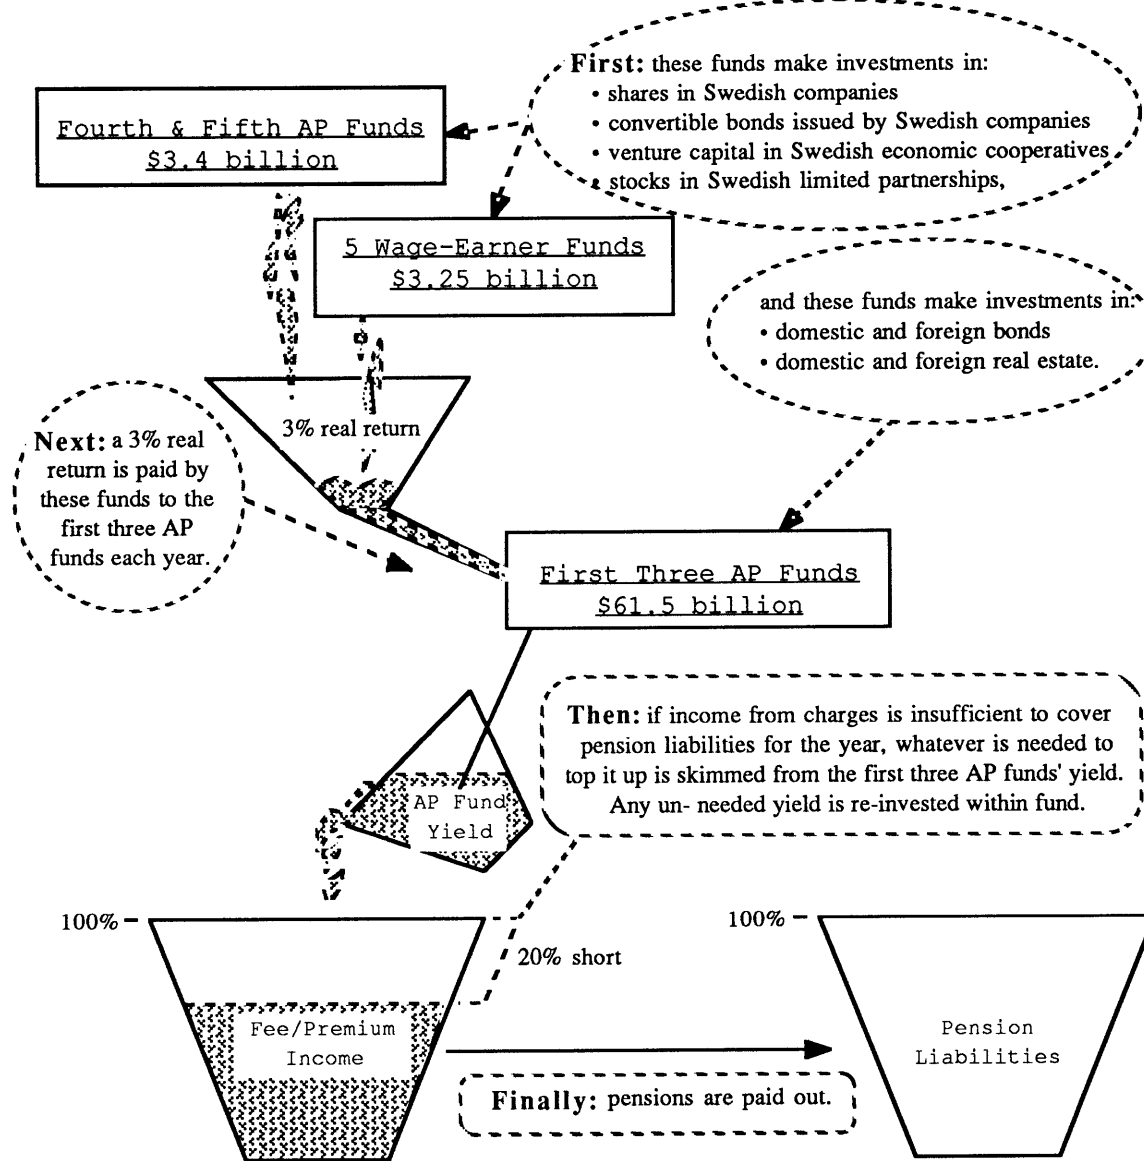 First: these funds make investments in:
• shares in Swedish companies
• convertible bonds issued by Swedish companies
• venture capital in Swedish economic cooperatives
• stocks in Swedish limited partnerships,
Fourth & Fifth AP Funds
$3.4 billion
5 Wage-Earner Funds
$3.25 billion
and these funds make investments in:
• domestic and foreign bonds
• domestic and foreign real estate.
3% real return
Next: a 3% real
return is paid by
these funds to the
first three AP
funds each year.
First Three AP Funds
$61.5 billion
Then: if income from charges is insufficient to cover
pension liabilities for the year, whatever is needed to
top it up is skimmed from the first three AP funds' yield.
Any un- needed yield is re-invested within fund.
AP Fund
Yield
100%
20% short
100%
Fee/Premium
Income
Pension
Liabilities
Finally: pensions are paid out.